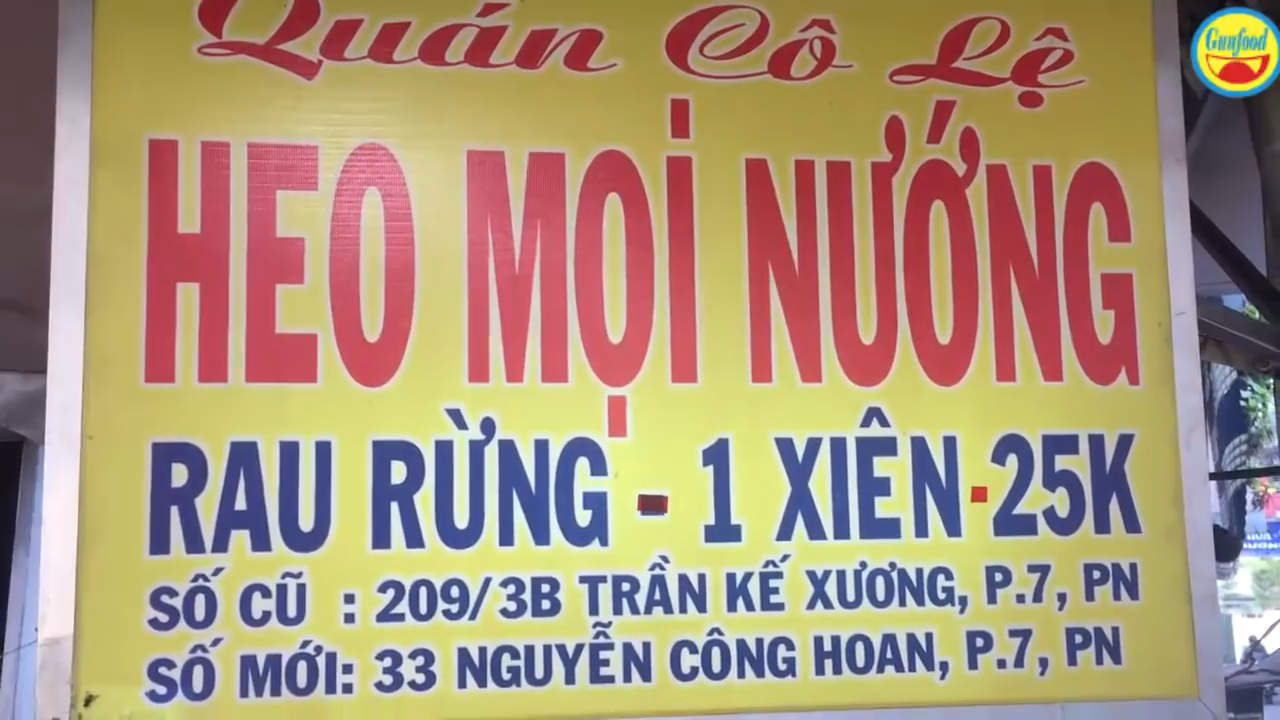 Gunfood
Quán Cô Lệ
HEO MỌI NƯỚNG
RAU RỪNG - 1 XIÊN 25K
SỐ CŨ : 209/3B TRẦN KẾ XƯƠNG, P.7, PN
SỐ MỚI: 33 NGUYỄN CÔNG HOAN, P.7, PN